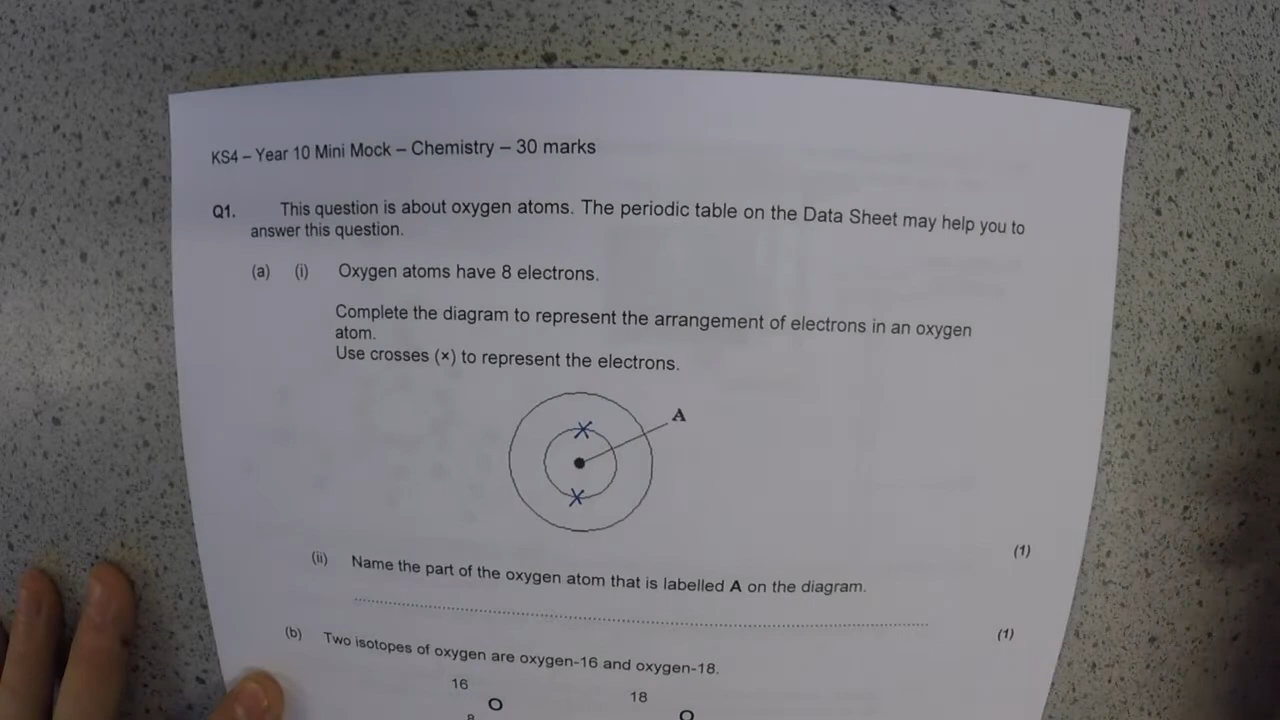 KS4 – Year 10 Mini Mock – Chemistry – 30 marks
Q1. This question is about oxygen atoms. The periodic table on the Data Sheet may help you to
answer this question.
(a) (i) Oxygen atoms have 8 electrons.
Complete the diagram to represent the arrangement of electrons in an oxygen
atom.
Use crosses (×) to represent the electrons.
A
(1)
(ii) Name the part of the oxygen atom that is labelled A on the diagram.
(1)
(b) Two isotopes of oxygen are oxygen-16 and oxygen-18.
16 18
O O
8